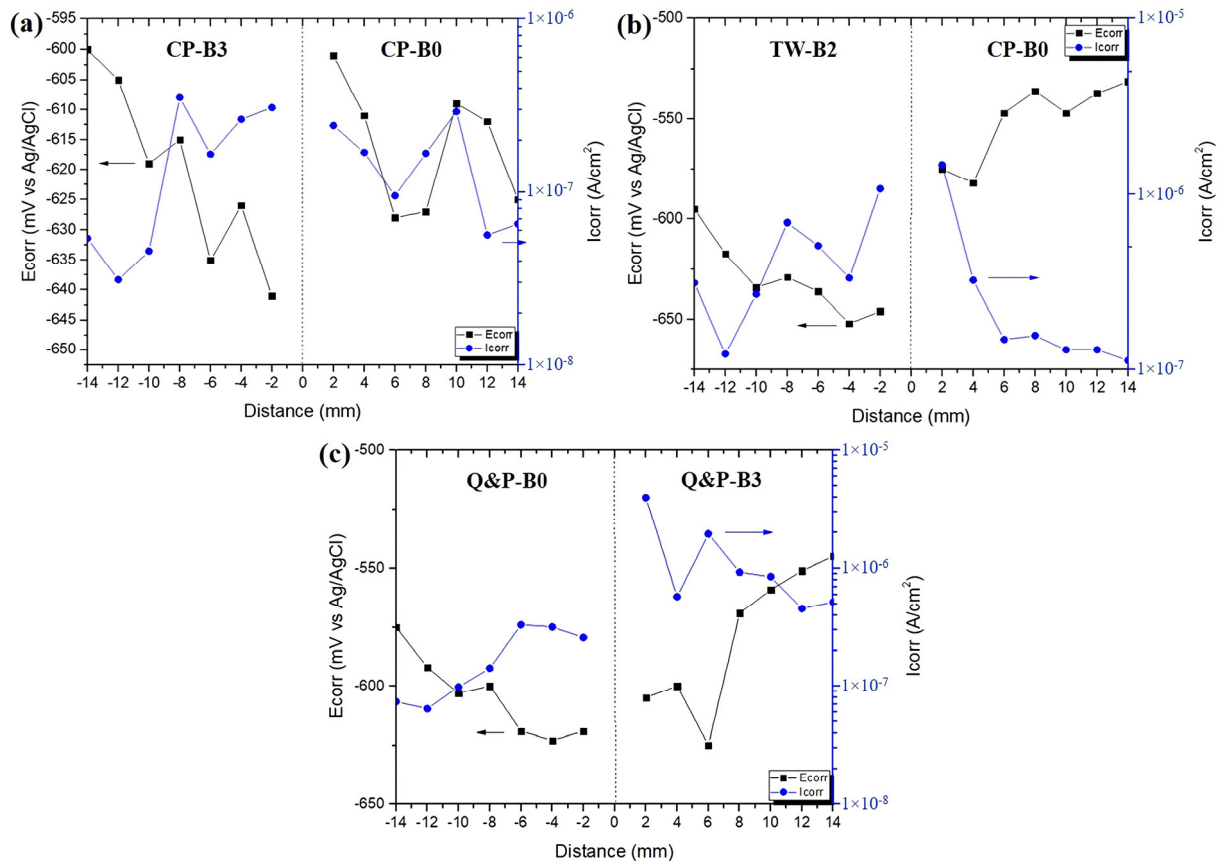 (a)
CP-B3
CP-B0
-595
-600
-605
-610
-615
-620
-625
-630
-635
-640
-645
-650
Ecorr (mV vs Ag/AgCl)
1×10⁻⁶
1×10⁻⁷
1×10⁻⁸
Icorr (A/cm²)
Ecorr
Icorr
-14 -12 -10 -8 -6 -4 -2 0 2 4 6 8 10 12 14
Distance (mm)
(b)
TW-B2
CP-B0
-500
-550
-600
-650
Ecorr (mV vs Ag/AgCl)
1×10⁻⁵
1×10⁻⁶
1×10⁻⁷
Icorr (A/cm²)
Ecorr
Icorr
-14 -12 -10 -8 -6 -4 -2 0 2 4 6 8 10 12 14
Distance (mm)
(c)
Q&P-B0
Q&P-B3
-500
-550
-600
-650
Ecorr (mV vs Ag/AgCl)
1×10⁻⁵
1×10⁻⁶
1×10⁻⁷
1×10⁻⁸
Icorr (A/cm²)
Ecorr
Icorr
-14 -12 -10 -8 -6 -4 -2 0 2 4 6 8 10 12 14
Distance (mm)